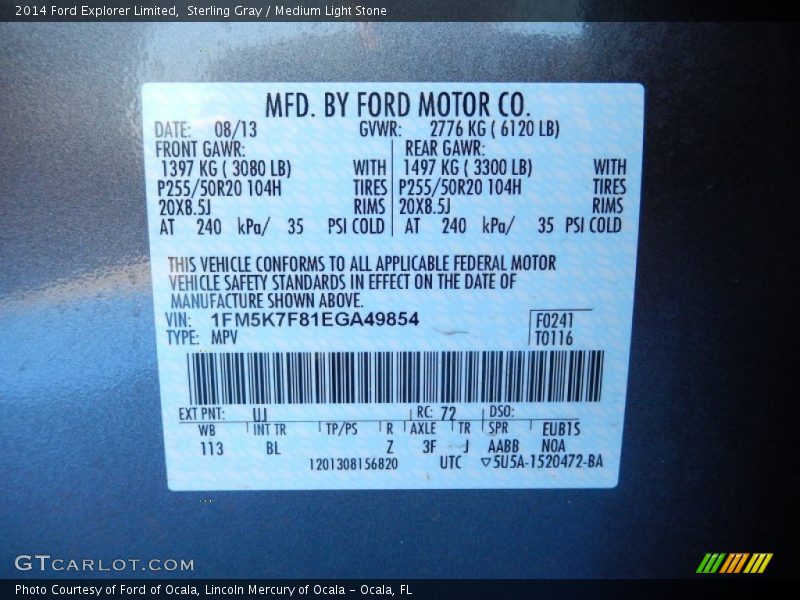 2014 Ford Explorer Limited, Sterling Gray / Medium Light Stone
MFD. BY FORD MOTOR CO.
DATE: 08/13 GVWR: 2776 KG ( 6120 LB)
FRONT GAWR: REAR GAWR:
1397 KG ( 3080 LB) WITH 1497 KG ( 3300 LB) WITH
P255/50R20 104H TIRES P255/50R20 104H TIRES
20X8.5J RIMS 20X8.5J RIMS
AT 240 kPa/ 35 PSI COLD AT 240 kPa/ 35 PSI COLD
THIS VEHICLE CONFORMS TO ALL APPLICABLE FEDERAL MOTOR
VEHICLE SAFETY STANDARDS IN EFFECT ON THE DATE OF
MANUFACTURE SHOWN ABOVE.
VIN: 1FM5K7F81EGA49854 F0241
TYPE: MPV T0116
EXT PNT: UJ RC: 72 DSO:
WB INT TR TP/PS R AXLE TR SPR EUB1S
113 BL Z 3F J AABB NOA
1201308156820 UTC ▽5U5A-1520472-BA
GTCARLOT.COM
Photo Courtesy of Ford of Ocala, Lincoln Mercury of Ocala - Ocala, FL